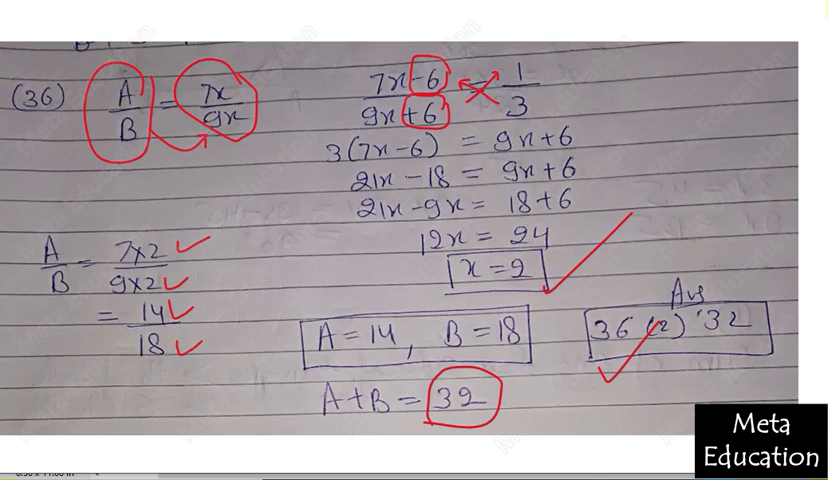 (36) A/B = 7x/9x
7x-6/9x+6 = 1/3
3(7x-6) = 9x+6
21x-18 = 9x+6
21x-9x = 18+6
12x = 24
x=2
A/B = 7x2/9x2
= 14/18
A=14, B=18
A+B = 32
Ans
36 (2) '32
Meta
Education